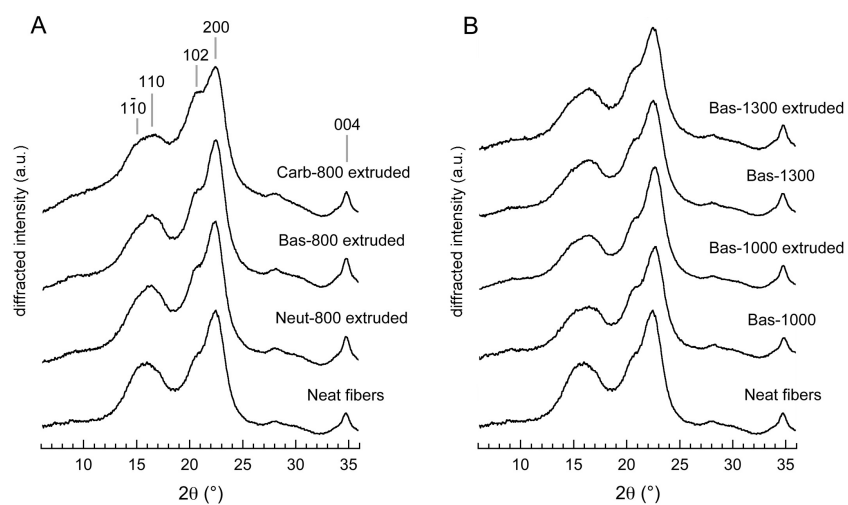 A
200
102
110
11̅0
004
Carb-800 extruded
Bas-800 extruded
Neut-800 extruded
Neat fibers
diffracted intensity (a.u.)
10 15 20 25 30 35
2θ (°)
B
Bas-1300 extruded
Bas-1300
Bas-1000 extruded
Bas-1000
Neat fibers
diffracted intensity (a.u.)
10 15 20 25 30 35
2θ (°)